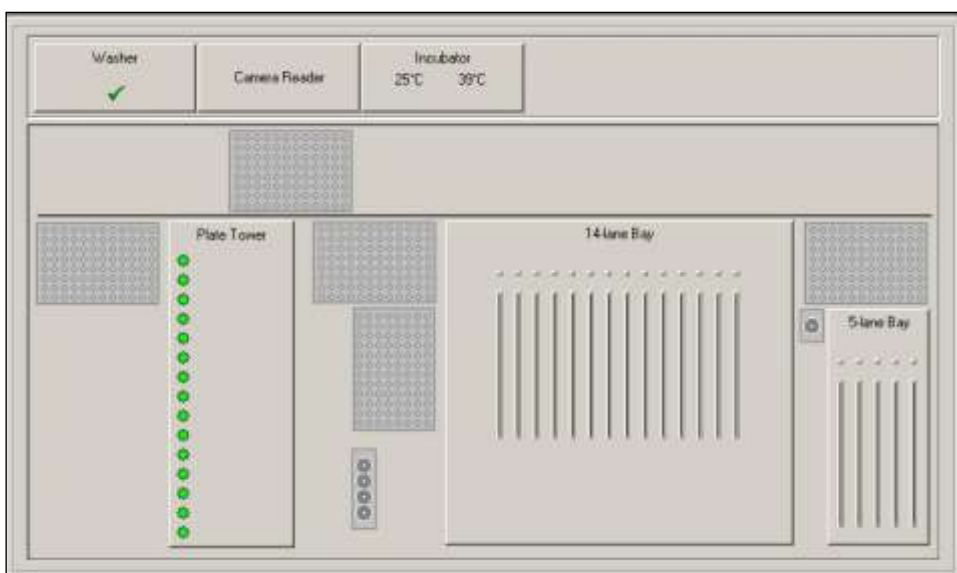 Washer
Camera Reader
Incubator
25°C 39°C
Plate Tower
14-lane Bay
5-lane Bay